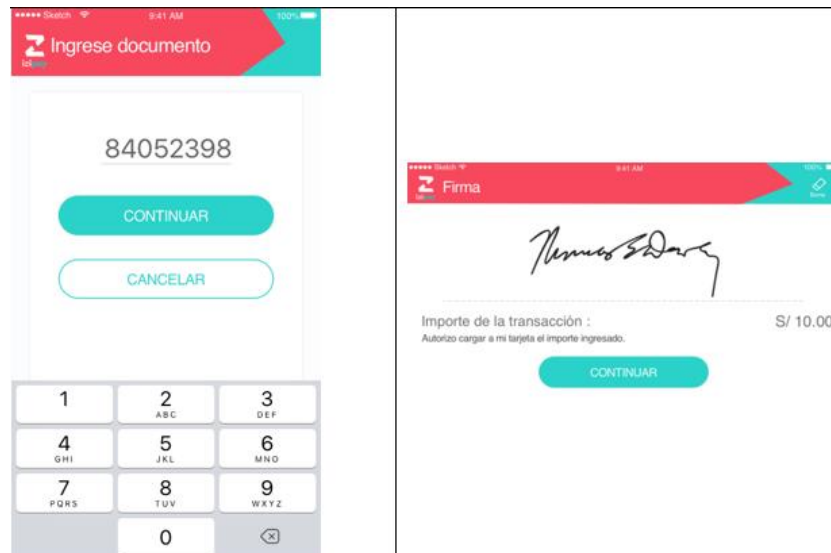 Sketch 9:41 AM 100%
Ingrese documento
izipay
84052398
CONTINUAR
CANCELAR
1 2 3
ABC DEF
4 5 6
GHI JKL MNO
7 8 9
PQRS TUV WXYZ
0
Sketch 9:41 AM 100%
Firma
Importe de la transacción : S/ 10.00
Autorizo cargar a mi tarjeta el importe ingresado.
CONTINUAR